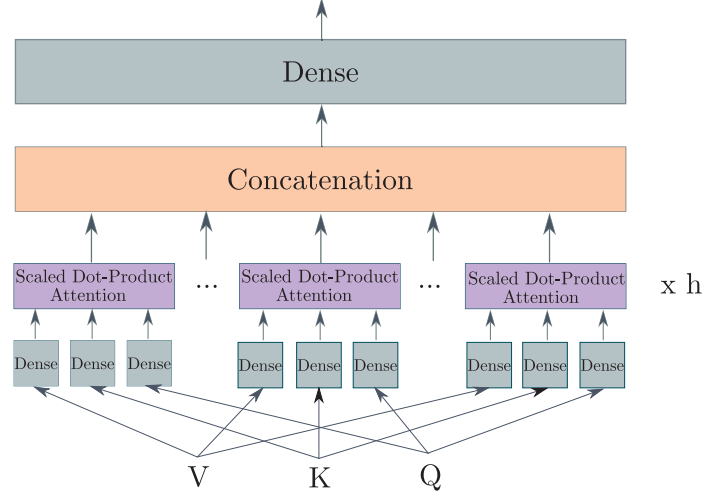 Dense
Concatenation
Scaled Dot-Product
Attention
...
Scaled Dot-Product
Attention
...
Scaled Dot-Product
Attention
x h
Dense Dense Dense Dense Dense Dense Dense Dense Dense
V K Q